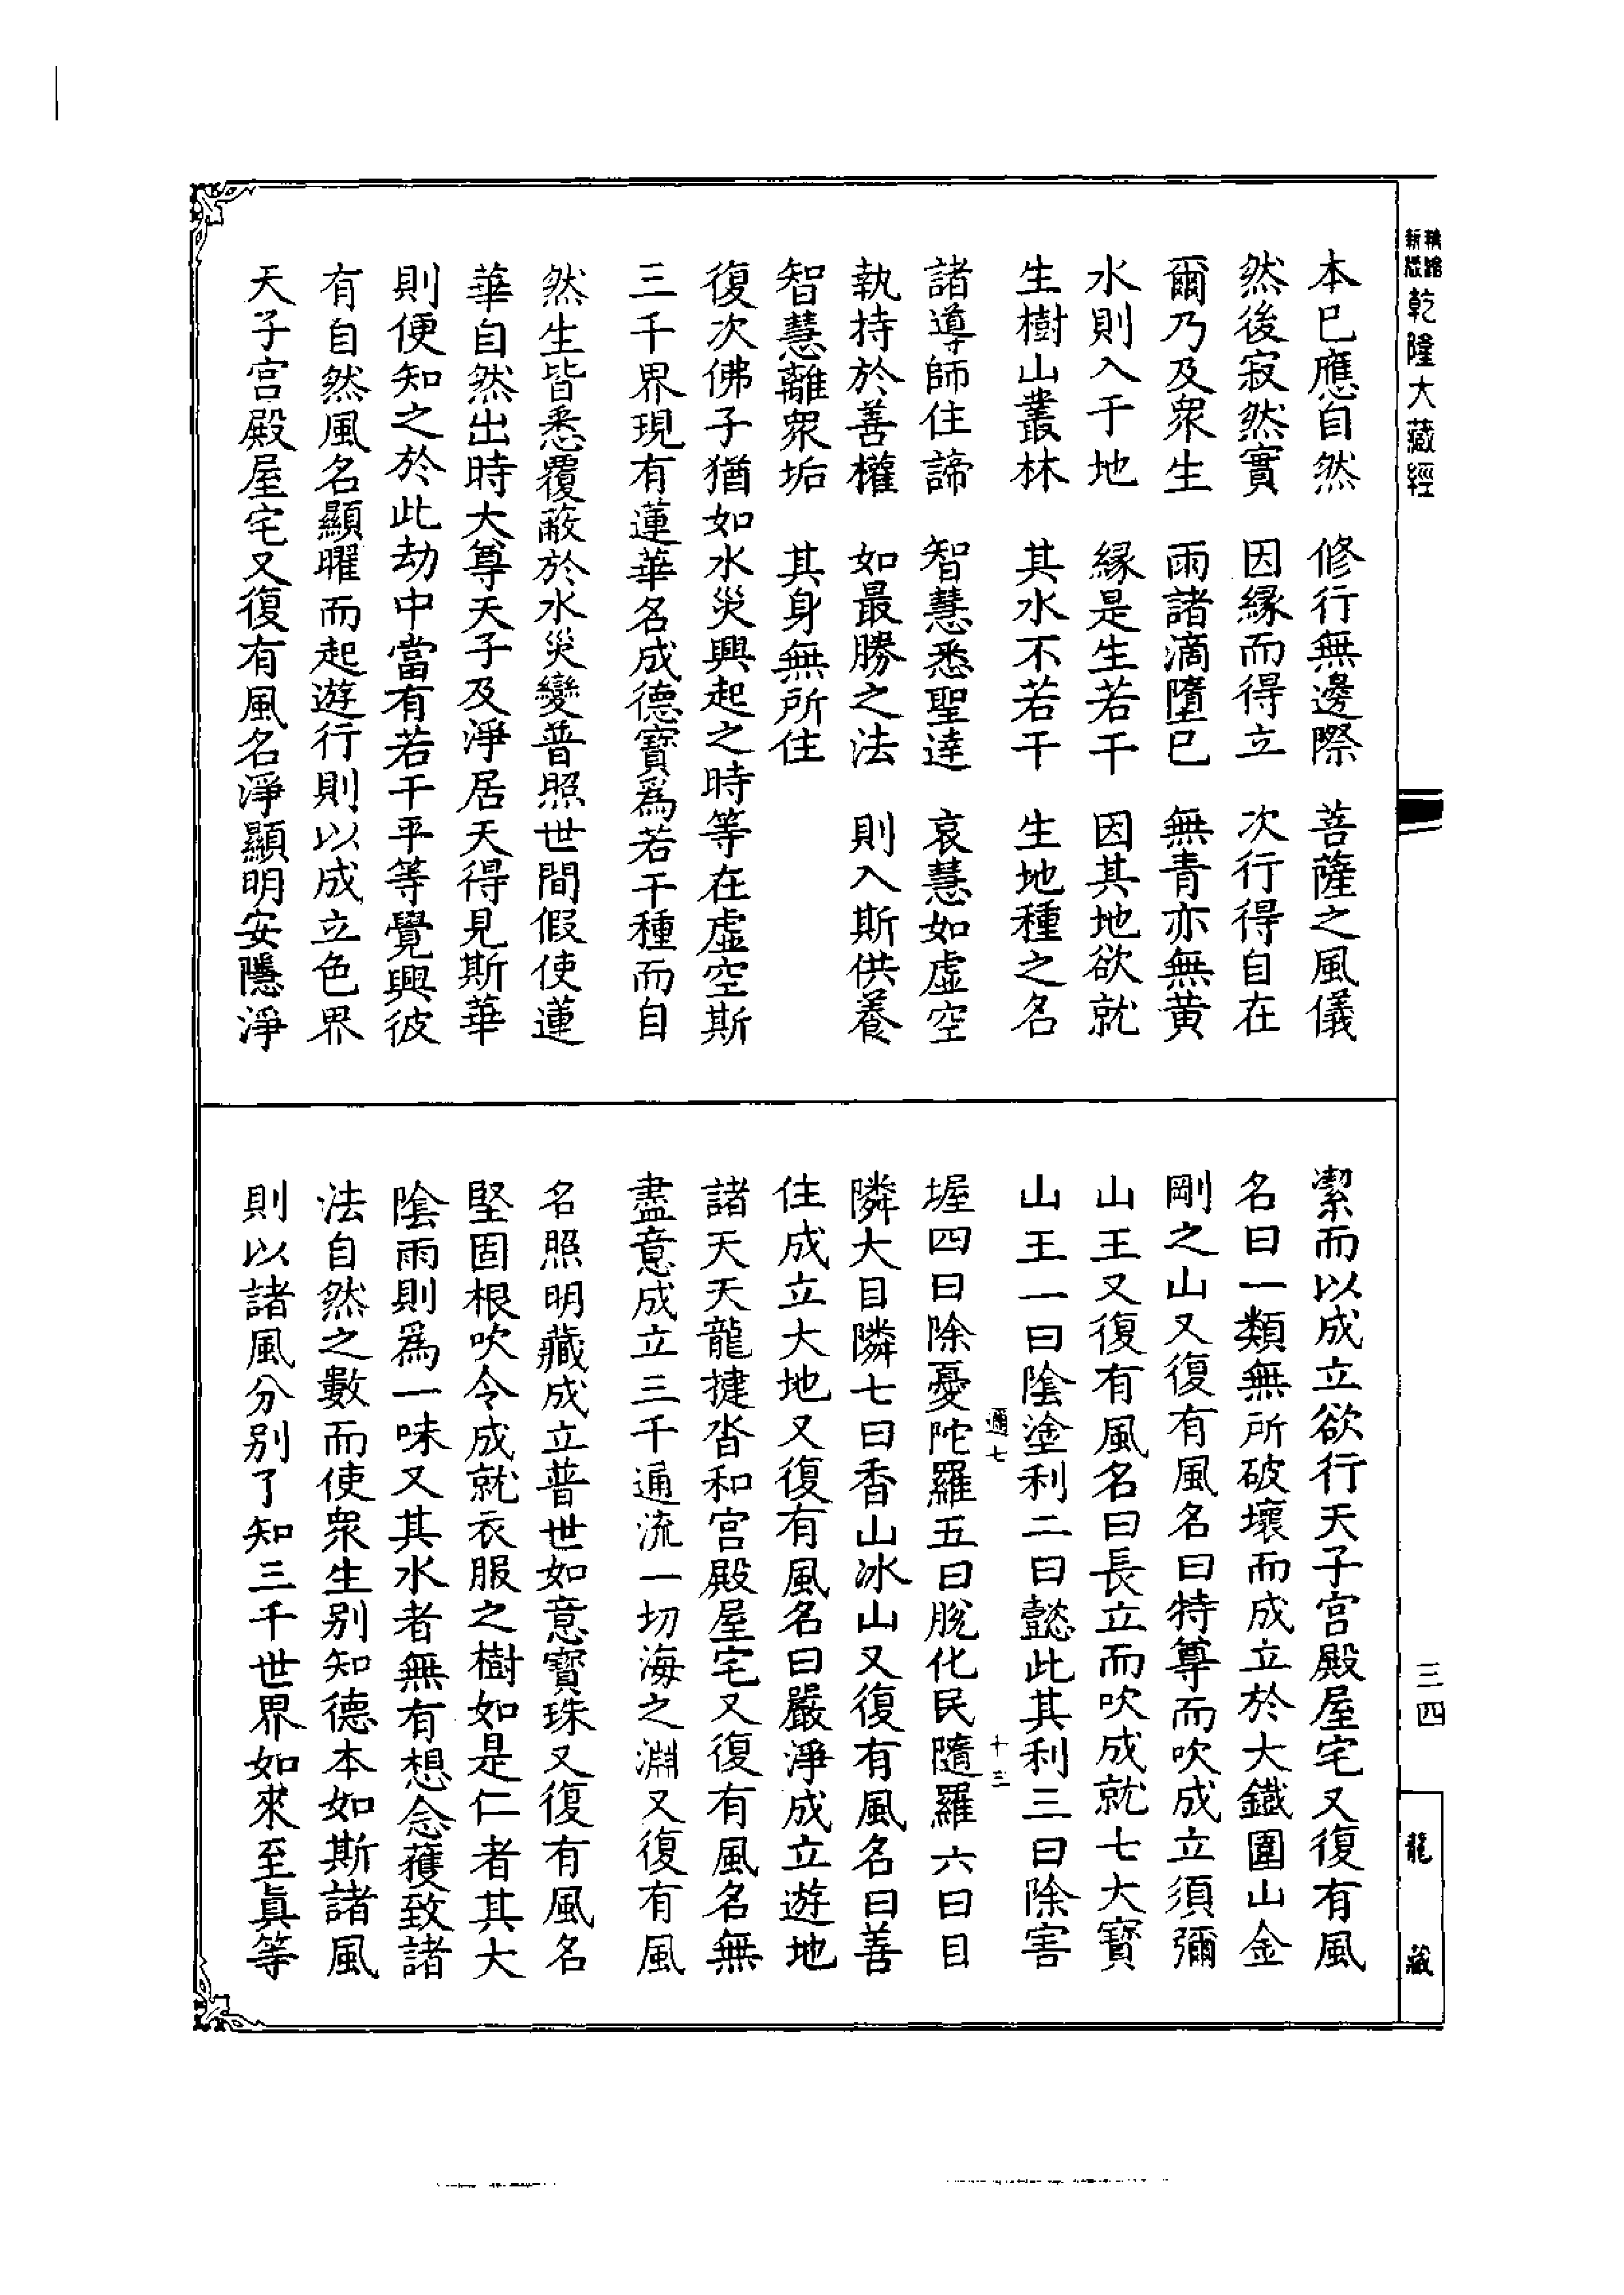 本巳應自然　修行無邊際　菩薩之風儀
然後寂然實　因緣而得立　次行得自在
爾乃及衆生　雨諸滴墮巳　無青亦無黃
水則入于地　緣是生若干　因其地欲就
生樹山叢林　其水不若干　生地種之名
諸導師住諦　智慧悉聖達　哀慧如虛空
執持於善權　如最勝之法　則入斯供養
智慧離衆垢　其身無所住
復次佛子猶如水災興起之時等在虛空斯
三千界現有蓮華名成德寶爲若干種而自
然生皆悉覆蔽於水災變普照世間假使蓮
華自然出時大尊天子及淨居天得見斯華
則便知之於此劫中當有若干平等覺興彼
有自然風名顯曜而起遊行則以成立色界
天子宮殿屋宅又復有風名淨顯明安隱淨
潔而以成立欲行天子宮殿屋宅又復有風
名曰一類無所破壞而成立於大鐵圍山金
剛之山又復有風名曰特尊而吹成立須彌
山王又復有風名曰長立而吹成就七大寶
山王一曰陰塗利二曰懿此其利三曰除害
𭏟四曰除憂陀羅五曰脫化民隨羅六曰目
隣大目隣七曰香山冰山又復有風名曰善
住成立大地又復有風名曰嚴淨成立遊地
諸天天龍揵沓和宮殿屋宅又復有風名無
盡意成立三千通流一切海之淵又復有風
名照明藏成立普世如意寶珠又復有風名
堅固根吹令成就衣服之樹如是仁者其大
陰雨則爲一味又其水者無有想念蒦致諸
法自然之數而使衆生别知德本如斯諸風
則以諸風分别了知三千世界如來至眞等
邇七
十三
新版
乾隆大藏經
三四
龍
藏